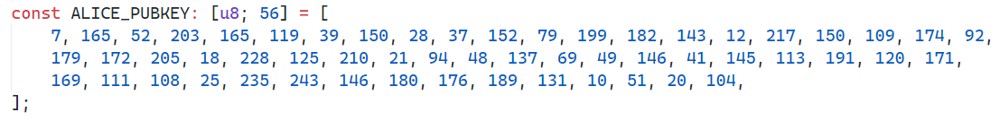 const ALICE_PUBKEY: [u8; 56] = [
7, 165, 52, 203, 165, 119, 39, 150, 28, 37, 152, 79, 199, 182, 143, 12, 217, 150, 109, 174, 92,
179, 172, 205, 18, 228, 125, 210, 21, 94, 48, 137, 69, 49, 146, 41, 145, 113, 191, 120, 171,
169, 111, 108, 25, 235, 243, 146, 180, 176, 189, 131, 10, 51, 20, 104,
];